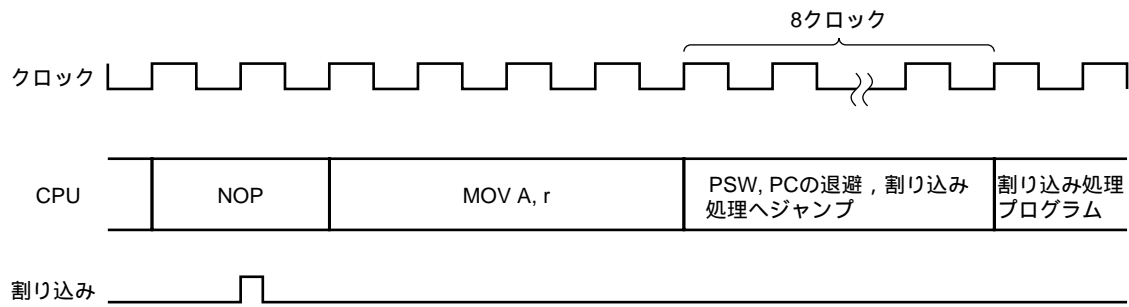 8クロック
クロック
CPU
NOP
MOV A, r
PSW, PCの退避，割り込み
処理へジャンプ
割り込み処理
プログラム
割り込み